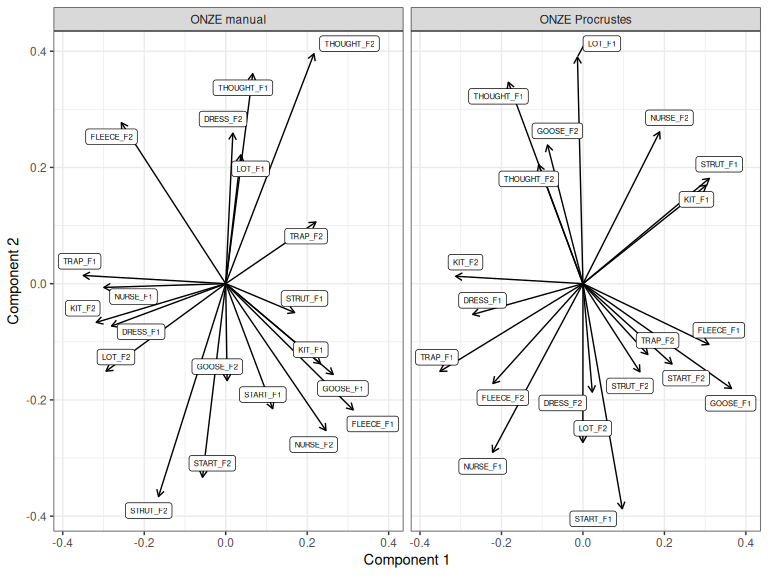 ONZE manual
ONZE Procrustes
Component 2
0.4
0.2
0.0
-0.2
-0.4
THOUGHT_F2
THOUGHT_F1
DRESS_F2
FLEECE_F2
LOT_F1
TRAP_F2
TRAP_F1
NURSE_F1
STRUT_F1
KIT_F2
DRESS_F1
KIT_F1
LOT_F2
GOOSE_F2
GOOSE_F1
START_F1
FLEECE_F1
NURSE_F2
START_F2
STRUT_F2
LOT_F1
THOUGHT_F1
NURSE_F2
GOOSE_F2
STRUT_F1
THOUGHT_F2
KIT_F1
KIT_F2
DRESS_F1
FLEECE_F1
TRAP_F2
TRAP_F1
START_F2
STRUT_F2
FLEECE_F2
DRESS_F2
GOOSE_F1
LOT_F2
NURSE_F1
START_F1
-0.4 -0.2 0.0 0.2 0.4
-0.4 -0.2 0.0 0.2 0.4
Component 1